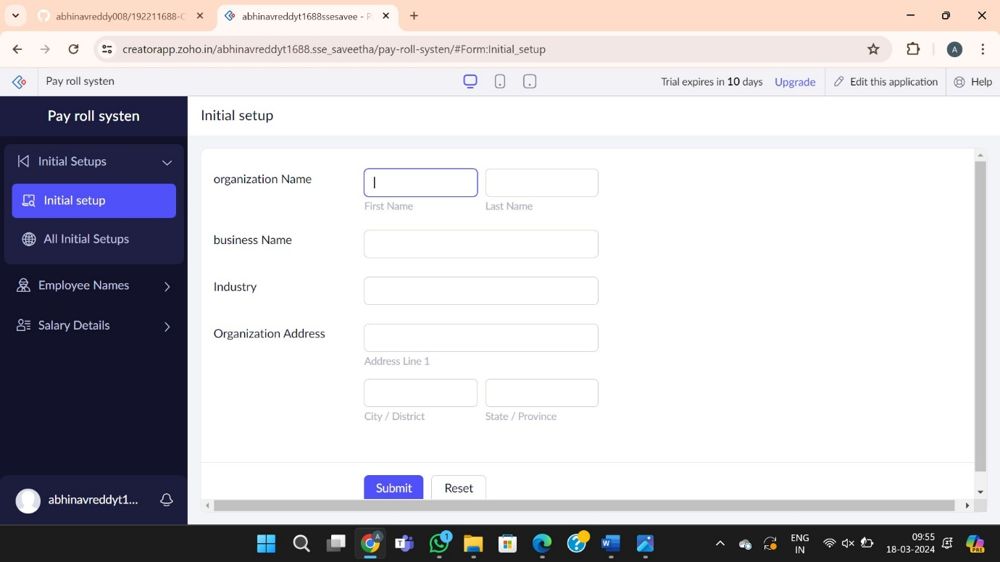 abhinavreddy008/192211688-C
abhinavreddyt1688ssesavee - P
creatorapp.zoho.in/abhinavreddyt1688.sse_saveetha/pay-roll-systen/#Form:Initial_setup
A
Pay roll systen
Trial expires in 10 days
Upgrade
Edit this application
Help
Pay roll systen
Initial setup
Initial Setups
Initial setup
All Initial Setups
Employee Names
Salary Details
organization Name
First Name
Last Name
business Name
Industry
Organization Address
Address Line 1
City / District
State / Province
Submit
Reset
abhinavreddyt1...
A
T
1
?
W
ENG
IN
09:55
18-03-2024
PRE